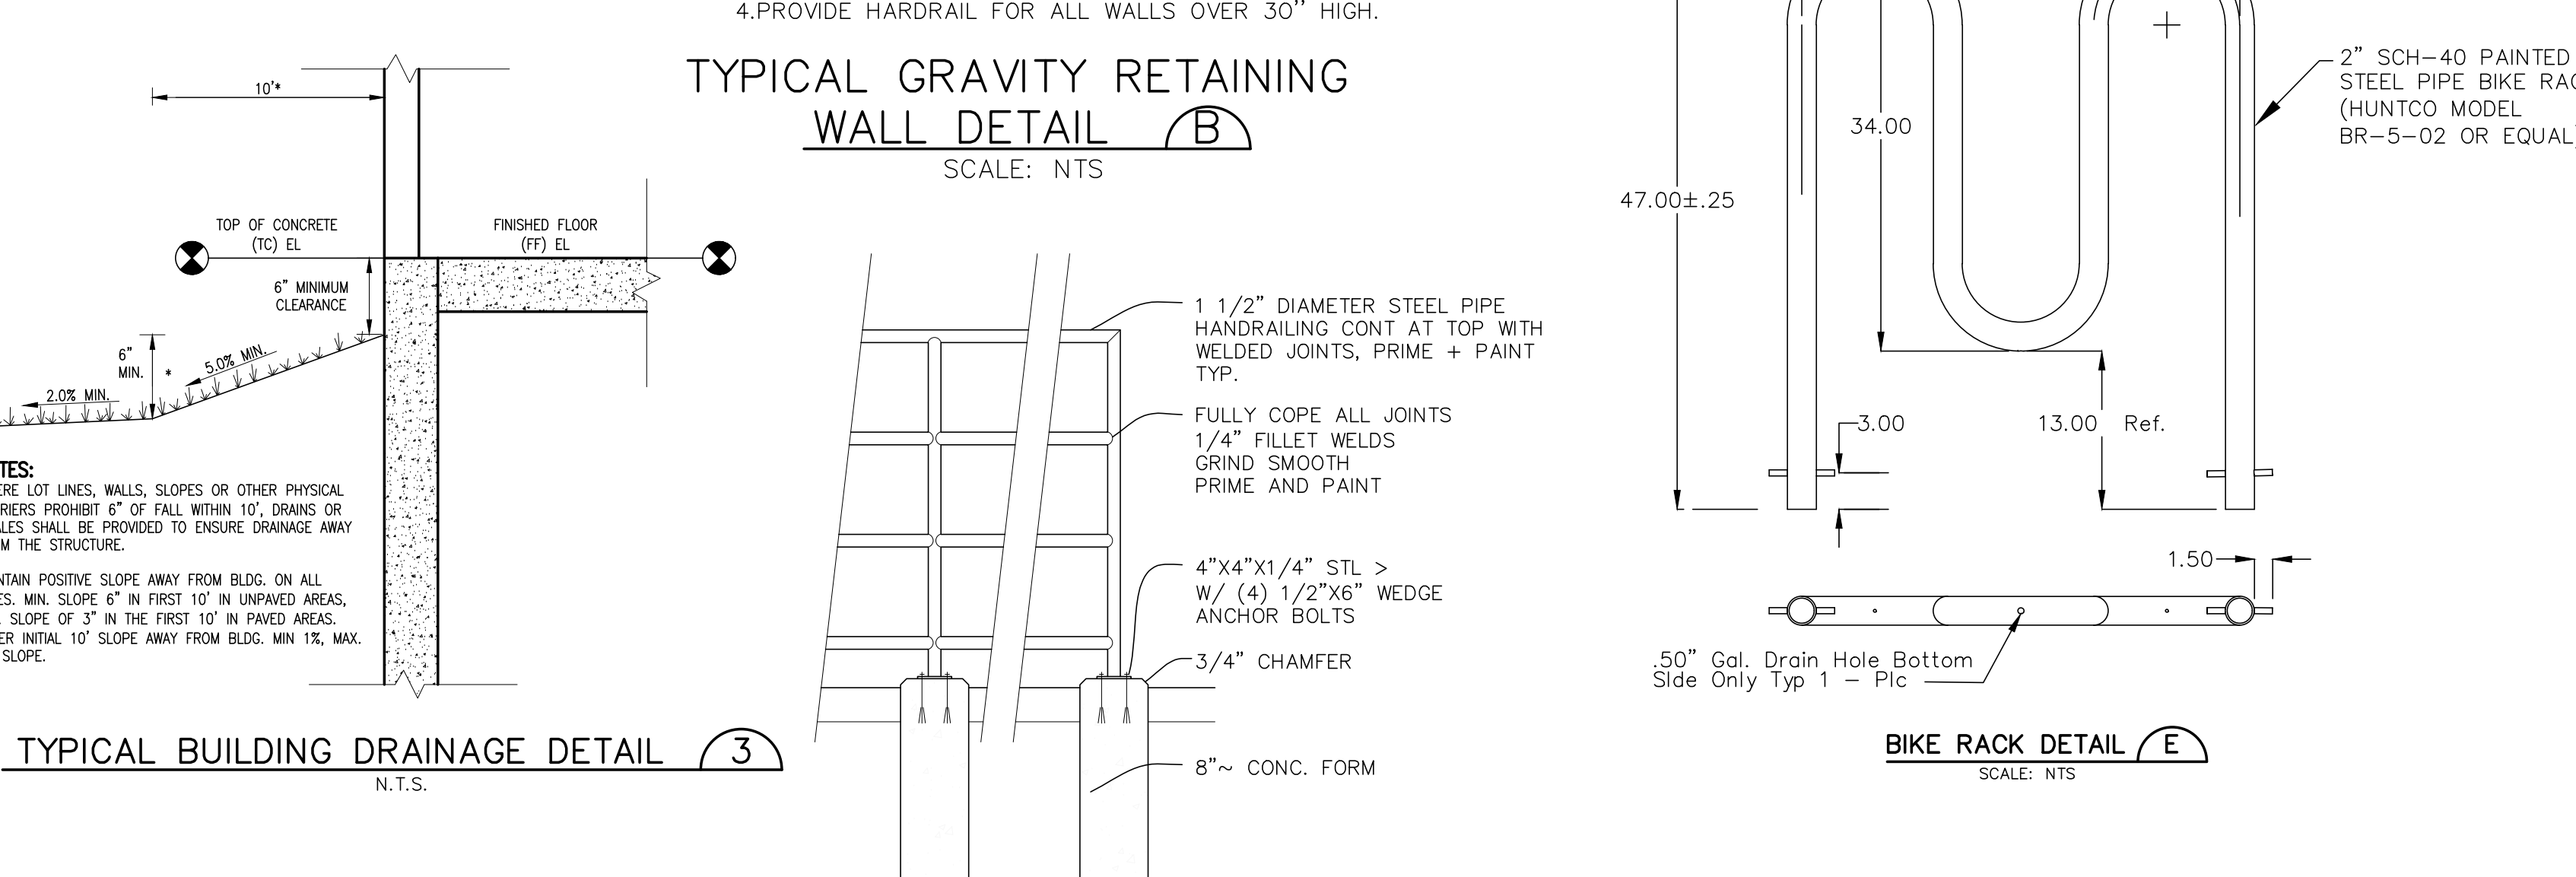 4.PROVIDE HARDRAIL FOR ALL WALLS OVER 30" HIGH.
TYPICAL GRAVITY RETAINING
WALL DETAIL B
SCALE: NTS
10'*
TOP OF CONCRETE
(TC) EL
FINISHED FLOOR
(FF) EL
6" MINIMUM
CLEARANCE
6"
MIN. *
5.0% MIN.
2.0% MIN.
TES:
ERE LOT LINES, WALLS, SLOPES OR OTHER PHYSICAL
RIERS PROHIBIT 6" OF FALL WITHIN 10', DRAINS OR
ALES SHALL BE PROVIDED TO ENSURE DRAINAGE AWAY
M THE STRUCTURE.
NTAIN POSITIVE SLOPE AWAY FROM BLDG. ON ALL
ES. MIN. SLOPE 6" IN FIRST 10' IN UNPAVED AREAS,
. SLOPE OF 3" IN THE FIRST 10' IN PAVED AREAS.
ER INITIAL 10' SLOPE AWAY FROM BLDG. MIN 1%, MAX.
SLOPE.
TYPICAL BUILDING DRAINAGE DETAIL 3
N.T.S.
1 1/2" DIAMETER STEEL PIPE
HANDRAILING CONT AT TOP WITH
WELDED JOINTS, PRIME + PAINT
TYP.
FULLY COPE ALL JOINTS
1/4" FILLET WELDS
GRIND SMOOTH
PRIME AND PAINT
4"X4"X1/4" STL >
W/ (4) 1/2"X6" WEDGE
ANCHOR BOLTS
3/4" CHAMFER
8"~ CONC. FORM
2" SCH-40 PAINTED
STEEL PIPE BIKE RAC
(HUNTCO MODEL
BR-5-02 OR EQUAL)
34.00
47.00±.25
3.00
13.00 Ref.
1.50
.50" Gal. Drain Hole Bottom
SIde Only Typ 1 - Plc
BIKE RACK DETAIL E
SCALE: NTS